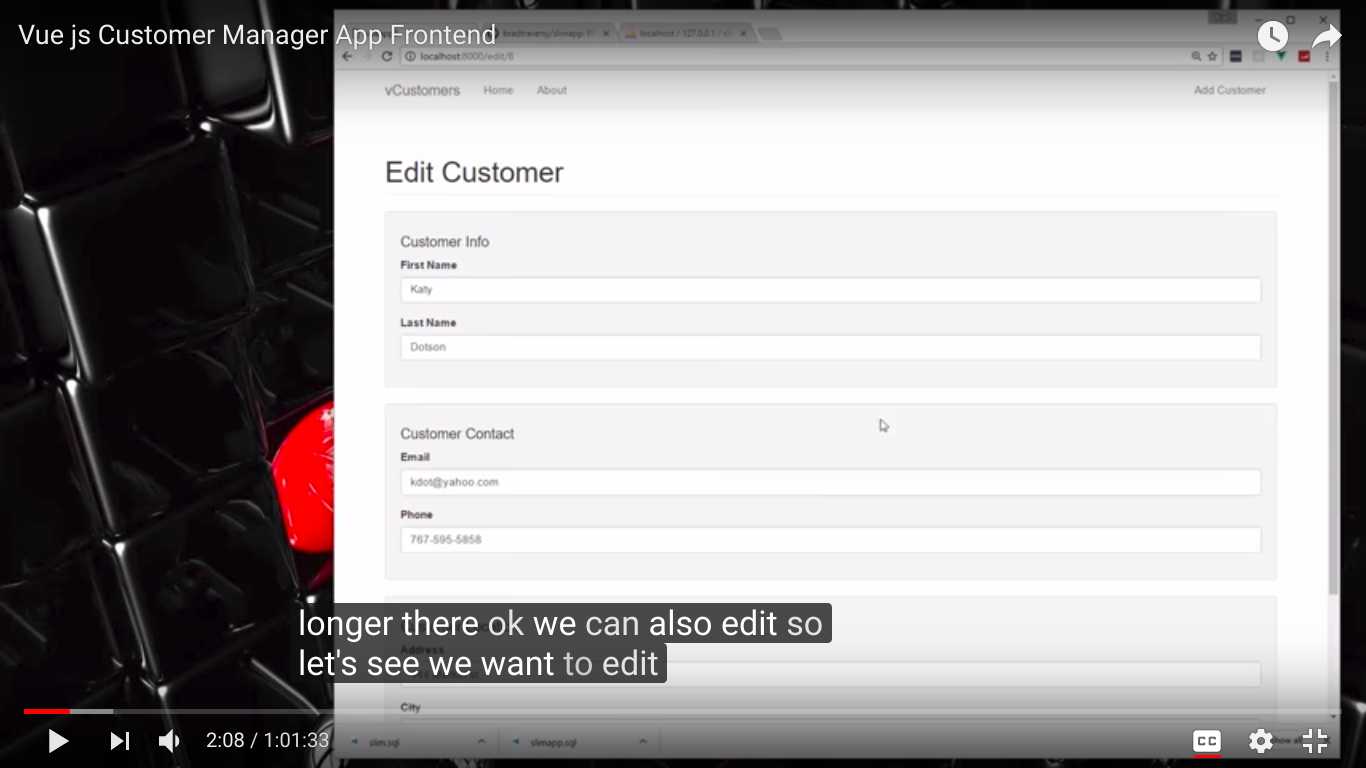 Vue js Customer Manager App Frontend
localhost / 127.0.0.1 /
localhost:8000/edit/8
vCustomers Home About Add Customer
Edit Customer
Customer Info
First Name
Katy
Last Name
Dotson
Customer Contact
Email
kdot@yahoo.com
Phone
767-595-5858
longer there ok we can also edit so
let's see we want to edit
Address
City
2:08 / 1:01:33
slim.sql
slimapp.sql
CC
Show all